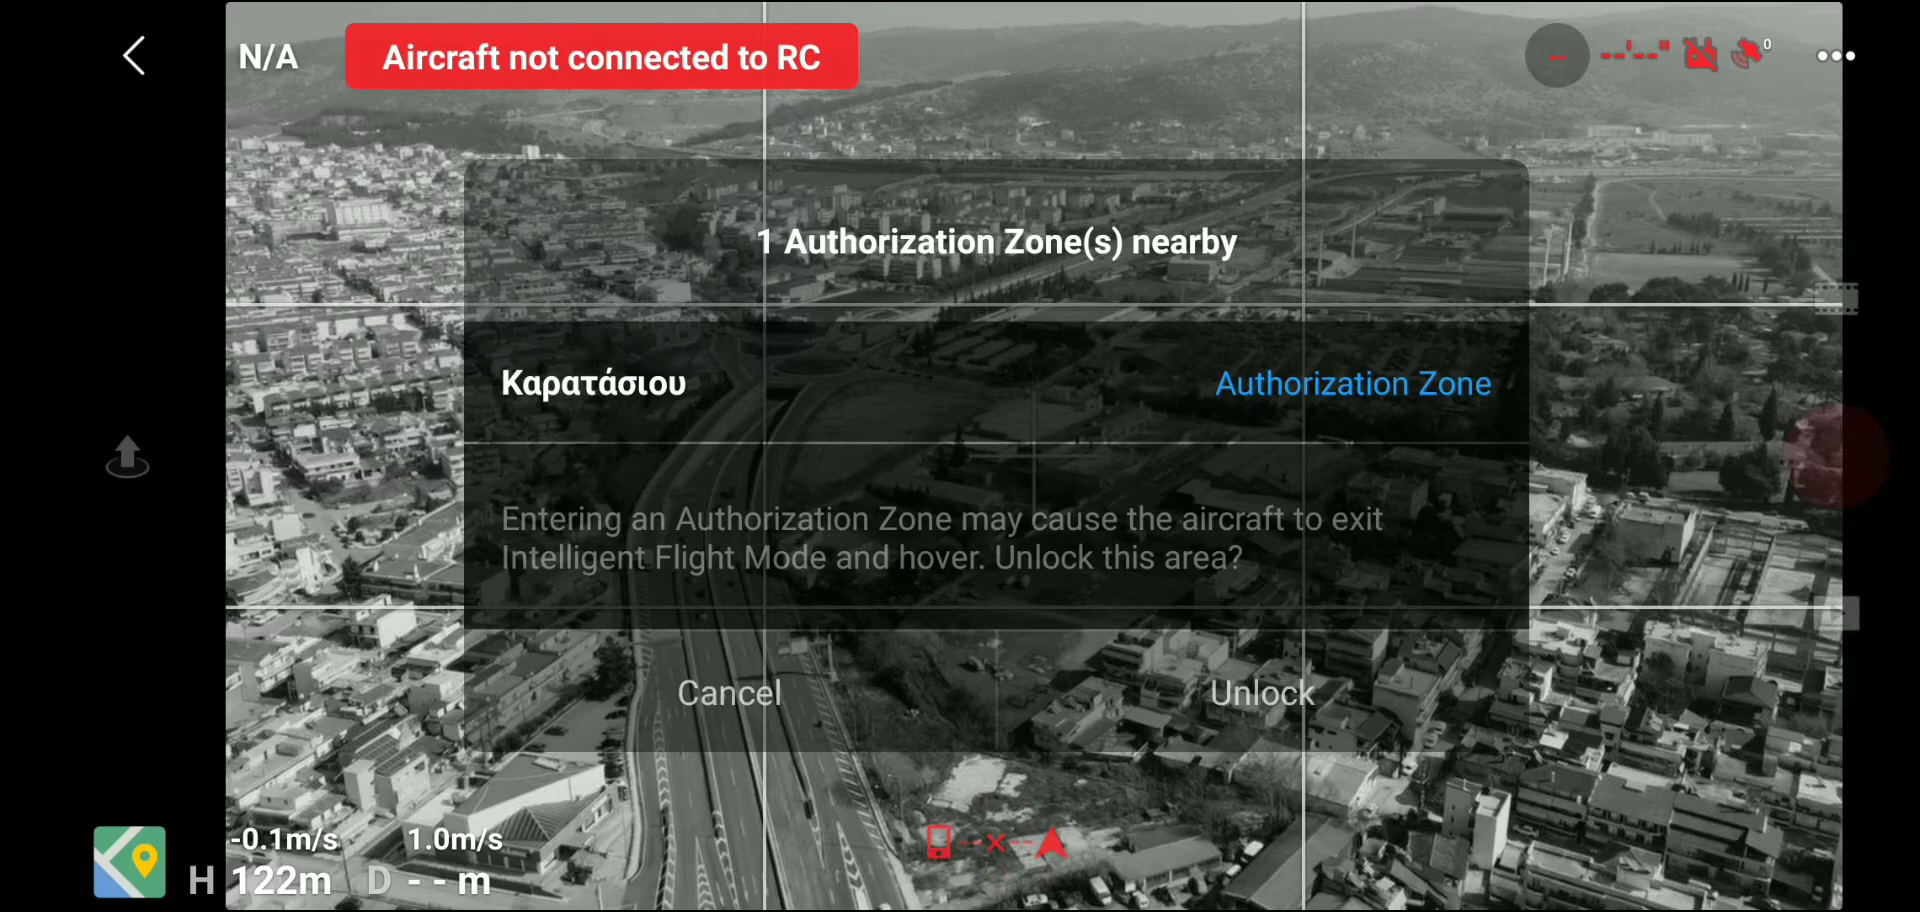 N/A
Aircraft not connected to RC
--
--'--"
0
1 Authorization Zone(s) nearby
Καρατάσιου
Authorization Zone
Entering an Authorization Zone may cause the aircraft to exit
Intelligent Flight Mode and hover. Unlock this area?
Cancel
Unlock
-0.1m/s 1.0m/s
H 122m D - - m